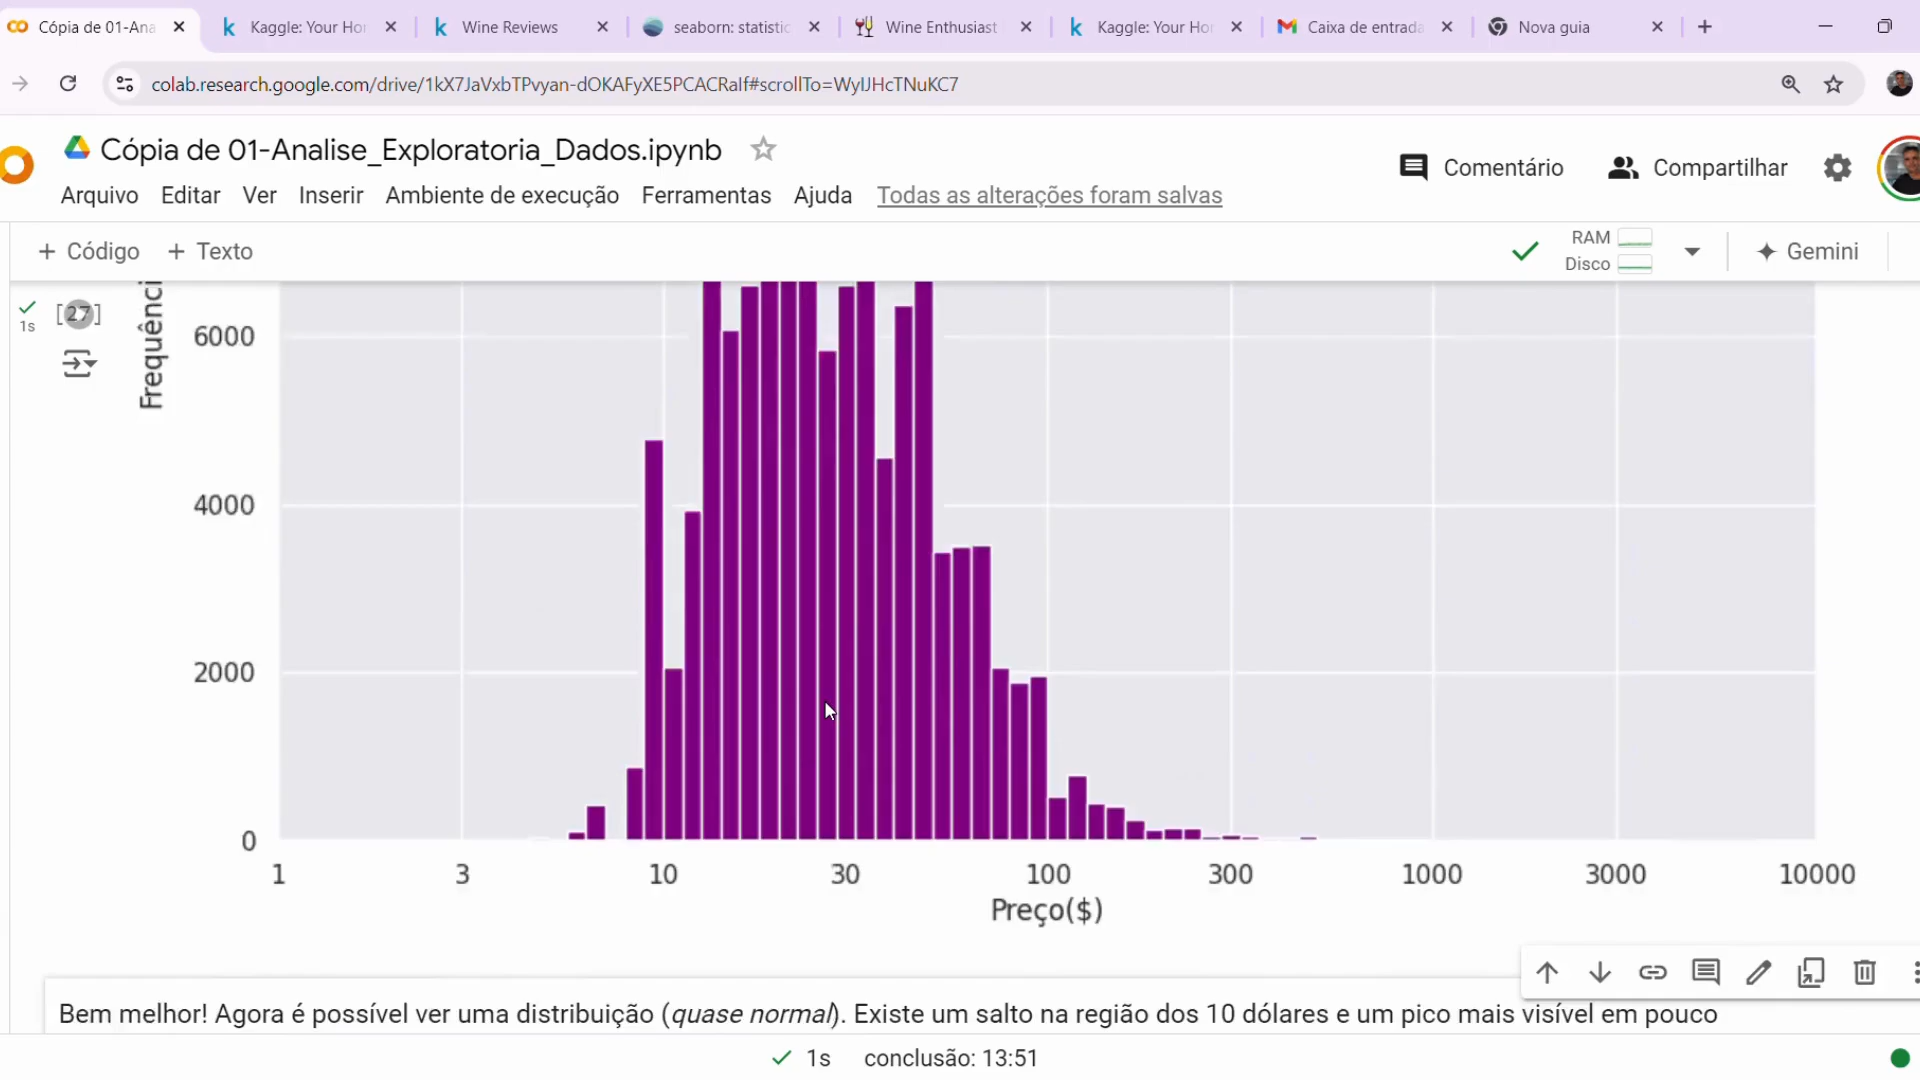 Cópia de 01-Ana
Kaggle: Your Ho
Wine Reviews
seaborn: statistic
Wine Enthusiast
Kaggle: Your Ho
Caixa de entrada
Nova guia
colab.research.google.com/drive/1kX7JaVxbTPvyan-dOKAFyXE5PCACRaIf#scrollTo=WyIJHcTNuKC7
Cópia de 01-Analise_Exploratoria_Dados.ipynb
Comentário
Compartilhar
Arquivo Editar Ver Inserir Ambiente de execução Ferramentas Ajuda Todas as alterações foram salvas
+ Código + Texto
RAM
Disco
Gemini
1s
[27]
Frequênci
6000
4000
2000
0
1 3 10 30 100 300 1000 3000 10000
Preço($)
Bem melhor! Agora é possível ver uma distribuição (quase normal). Existe um salto na região dos 10 dólares e um pico mais visível em pouco
1s conclusão: 13:51